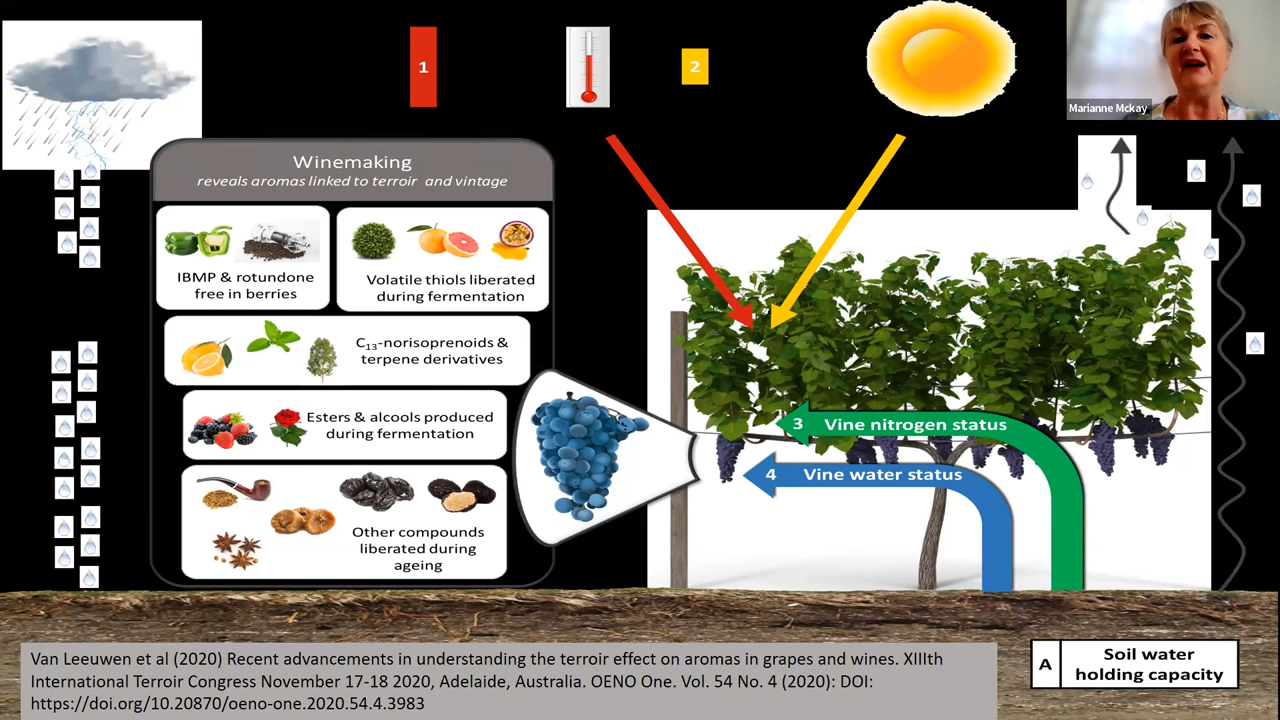 1
2
Marianne Mckay
Winemaking
reveals aromas linked to terroir and vintage
IBMP & rotundone
free in berries
Volatile thiols liberated
during fermentation
C₁₃-norisoprenoids &
terpene derivatives
Esters & alcools produced
during fermentation
Other compounds
liberated during
ageing
3 Vine nitrogen status
4 Vine water status
A Soil water
holding capacity
Van Leeuwen et al (2020) Recent advancements in understanding the terroir effect on aromas in grapes and wines. XIIIth
International Terroir Congress November 17-18 2020, Adelaide, Australia. OENO One. Vol. 54 No. 4 (2020): DOI:
https://doi.org/10.20870/oeno-one.2020.54.4.3983